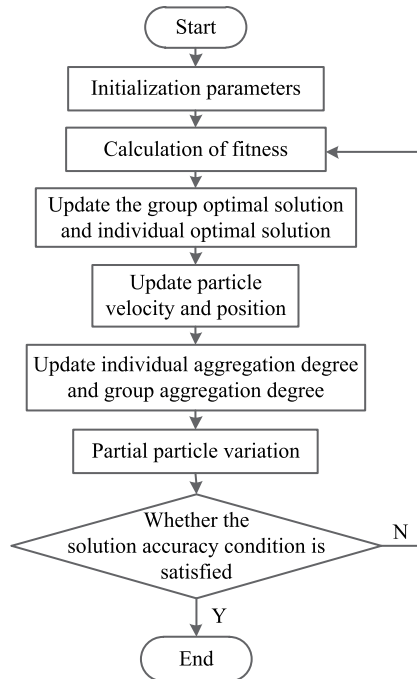 Start
Initialization parameters
Calculation of fitness
Update the group optimal solution
and individual optimal solution
Update particle
velocity and position
Update individual aggregation degree
and group aggregation degree
Partial particle variation
Whether the
solution accuracy condition is
satisfied
N
Y
End